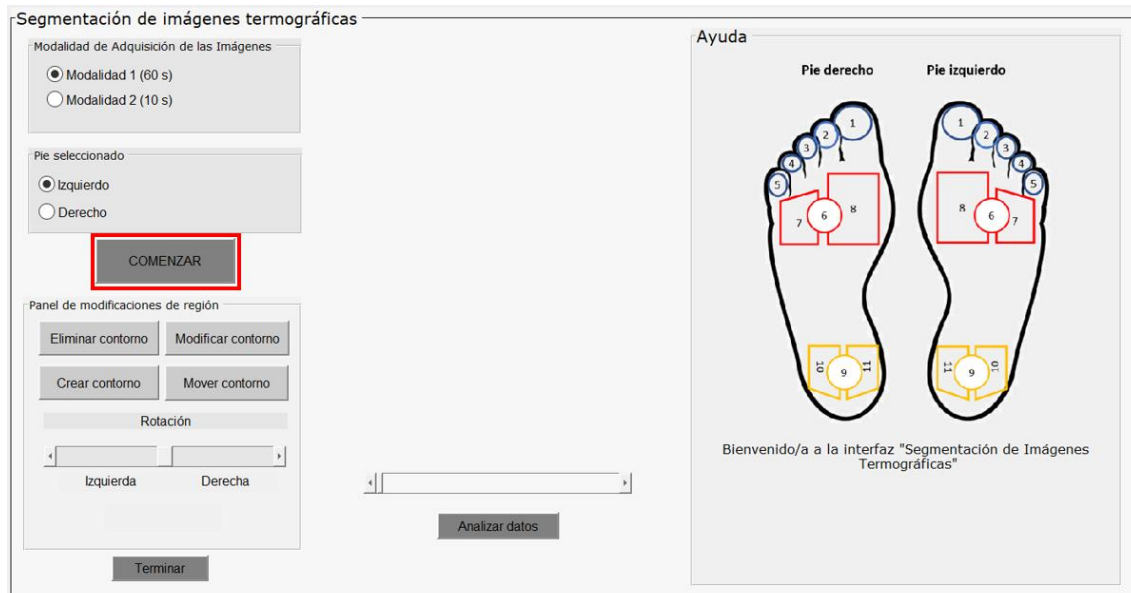 Segmentación de imágenes termográficas
Modalidad de Adquisición de las Imágenes
Modalidad 1 (60 s)
Modalidad 2 (10 s)
Pie seleccionado
Izquierdo
Derecho
COMENZAR
Panel de modificaciones de región
Eliminar contorno
Modificar contorno
Crear contorno
Mover contorno
Rotación
Izquierda
Derecha
Terminar
Analizar datos
Ayuda
Pie derecho
Pie izquierdo
1
2
3
4
5
7
6
8
10
9
11
1
2
3
4
5
8
6
7
11
9
10
Bienvenido/a a la interfaz "Segmentación de Imágenes
Termográficas"